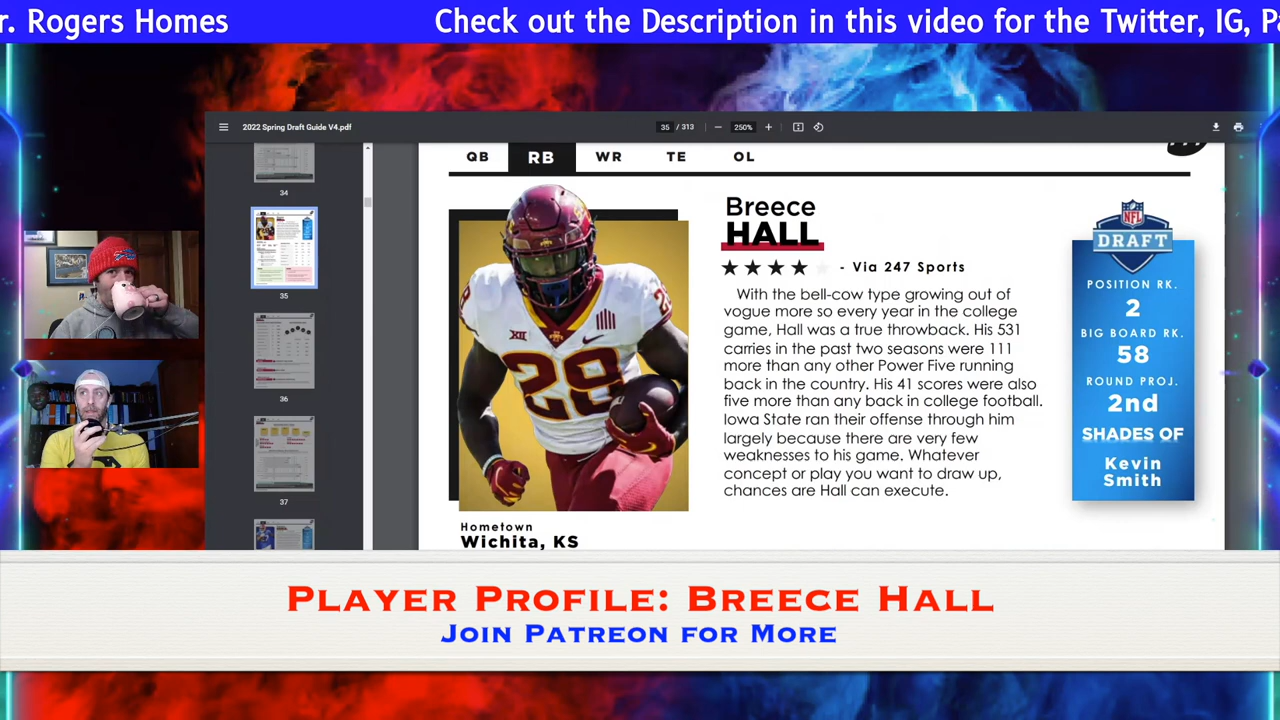 r. Rogers Homes
Check out the Description in this video for the Twitter, IG, Pa
2022 Spring Draft Guide V4.pdf
35 / 313
250%
QB RB WR TE OL
34
35
36
37
Breece
HALL
- Via 247 Sports
With the bell-cow type growing out of
vogue more so every year in the college
game, Hall was a true throwback. His 531
carries in the past two seasons were 111
more than any other Power Five running
back in the country. His 41 scores were also
five more than any back in college football.
Iowa State ran their offense through him
largely because there are very few
weaknesses to his game. Whatever
concept or play you want to draw up,
chances are Hall can execute.
NFL
DRAFT
POSITION RK.
2
BIG BOARD RK.
58
ROUND PROJ.
2nd
SHADES OF
Kevin
Smith
XII
28
28
Hometown
Wichita, KS
Player Profile: Breece Hall
Join Patreon for More